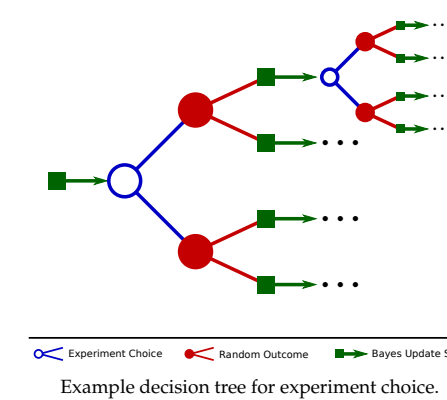 Experiment Choice Random Outcome Bayes Update S
Example decision tree for experiment choice.